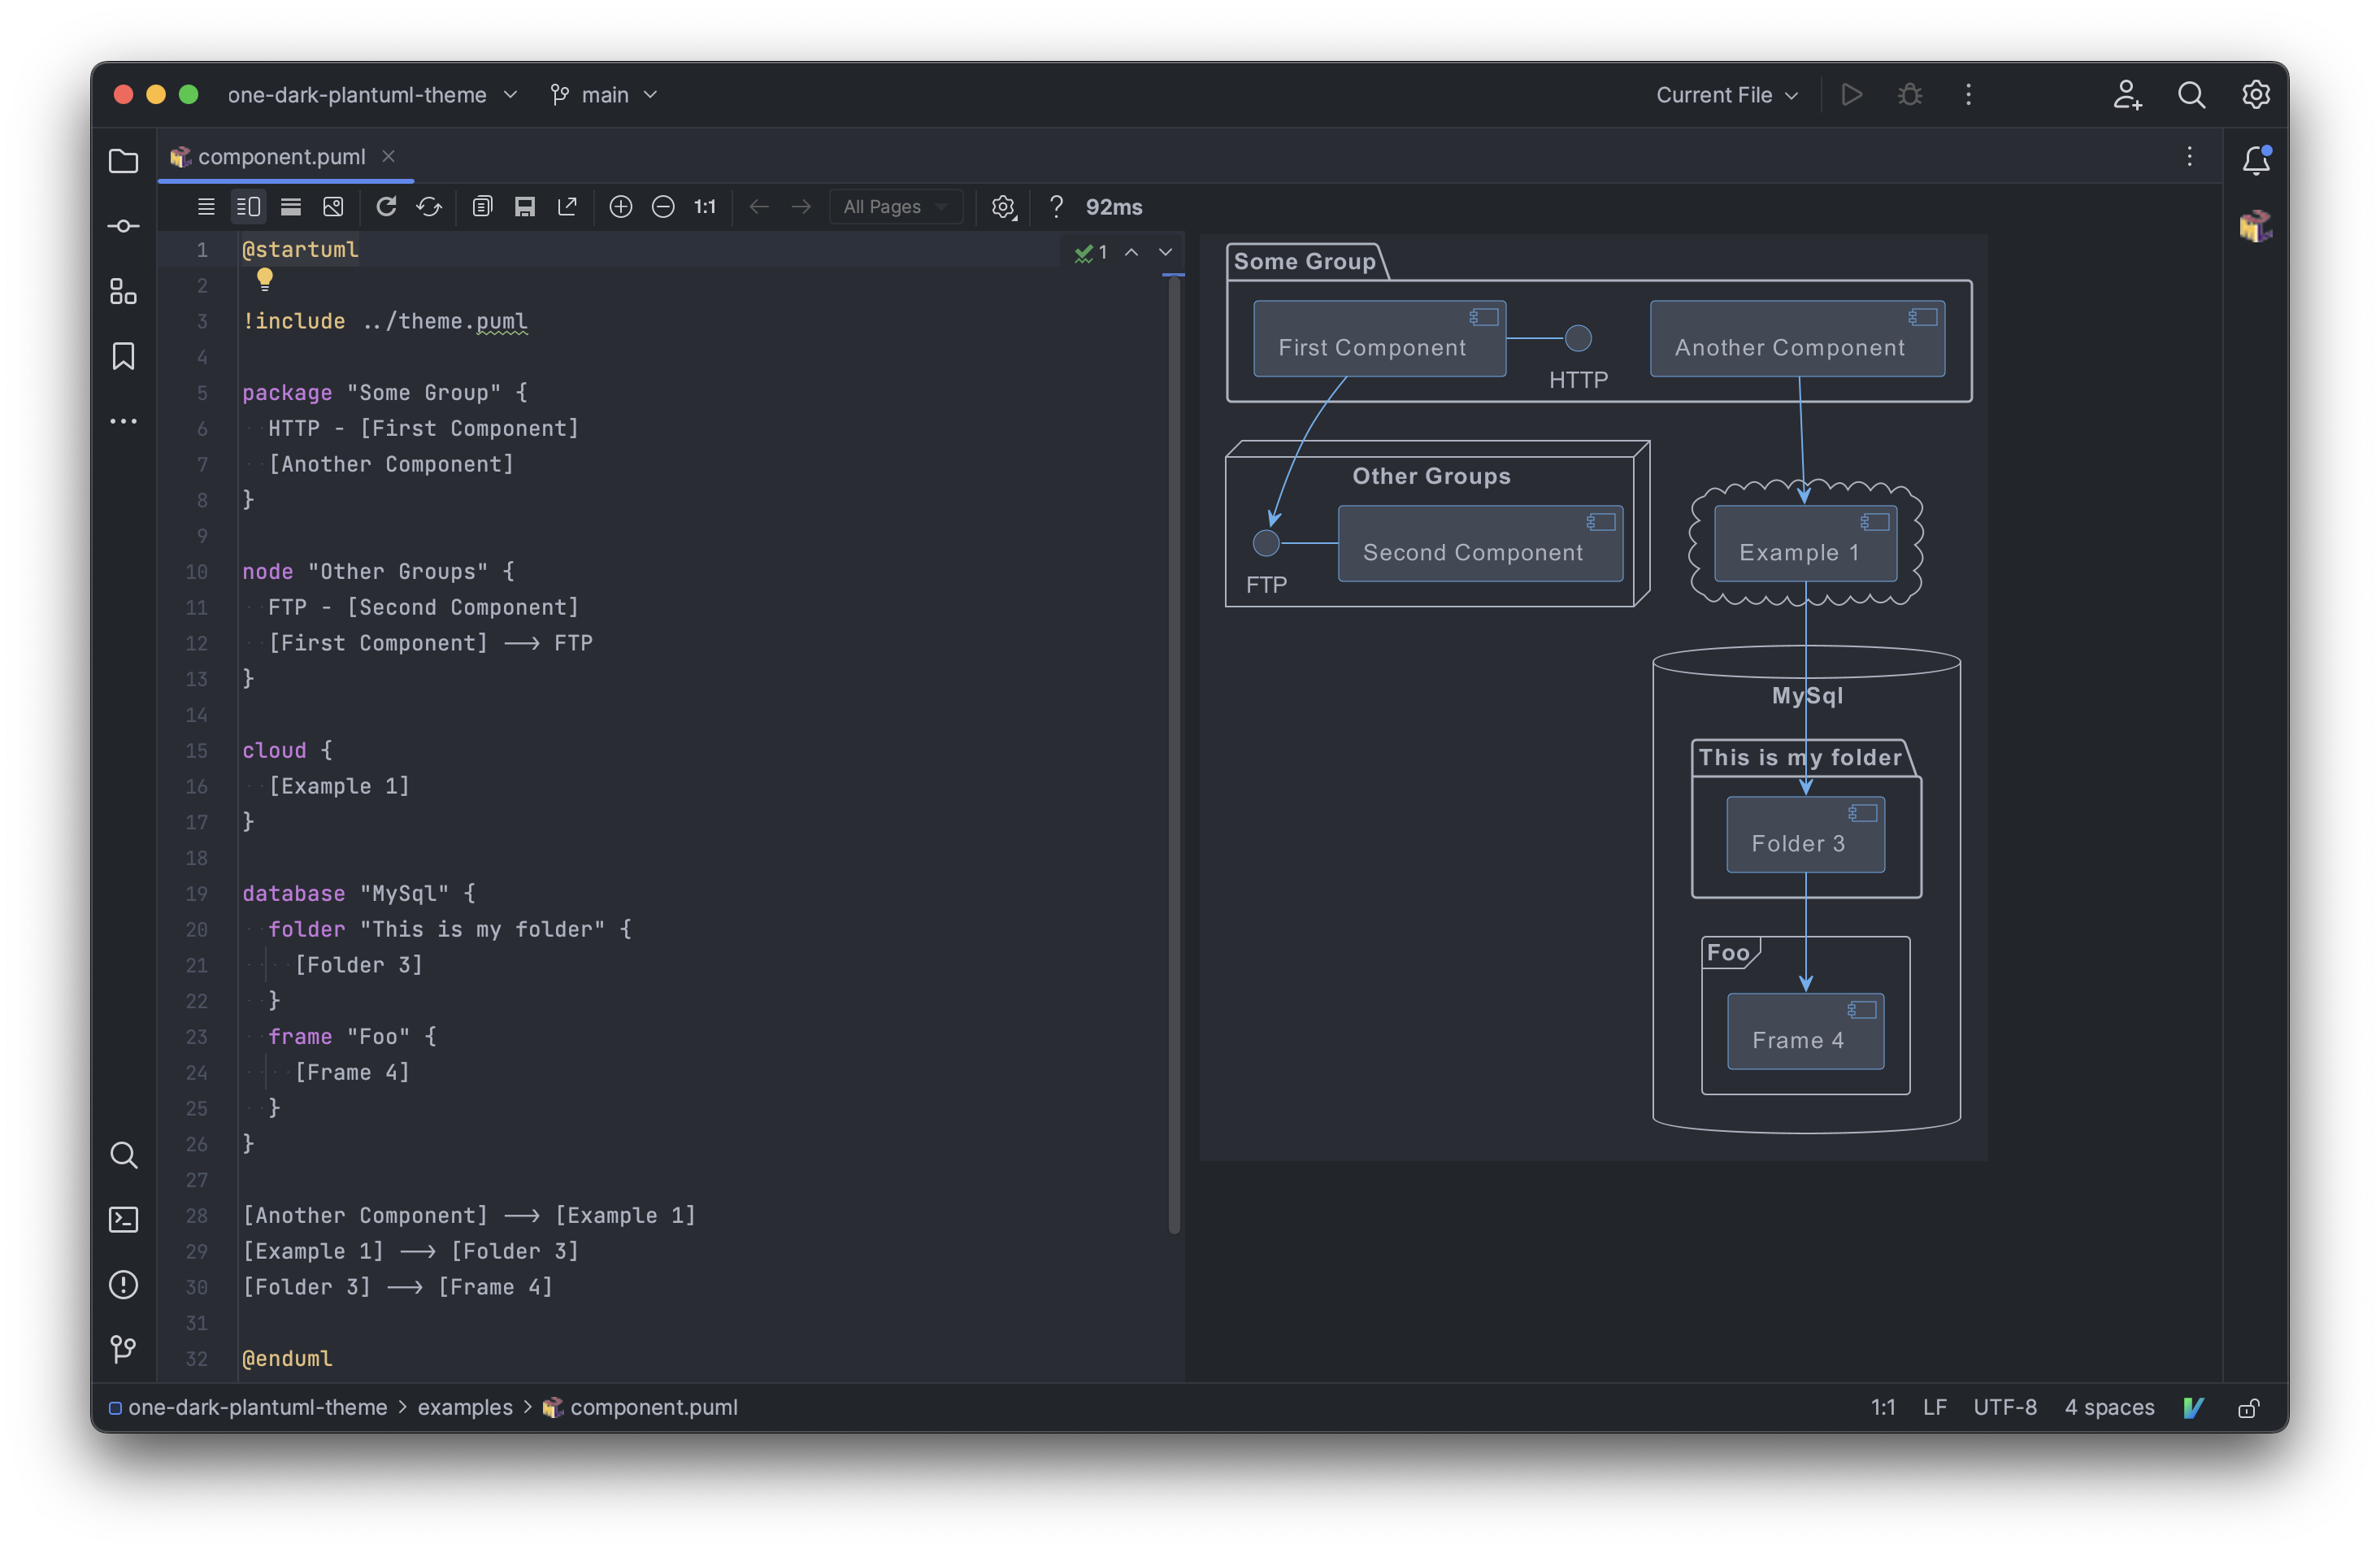 one-dark-plantuml-theme main Current File
component.puml
1:1 All Pages ? 92ms
1 @startuml 1
2
3 !include ../theme.puml
4
5 package "Some Group" {
6 HTTP - [First Component]
7 [Another Component]
8 }
9
10 node "Other Groups" {
11 FTP - [Second Component]
12 [First Component] --> FTP
13 }
14
15 cloud {
16 [Example 1]
17 }
18
19 database "MySql" {
20 folder "This is my folder" {
21 [Folder 3]
22 }
23 frame "Foo" {
24 [Frame 4]
25 }
26 }
27
28 [Another Component] --> [Example 1]
29 [Example 1] --> [Folder 3]
30 [Folder 3] --> [Frame 4]
31
32 @enduml
Some Group
First Component
HTTP
Another Component
Other Groups
Second Component
FTP
Example 1
MySql
This is my folder
Folder 3
Foo
Frame 4
one-dark-plantuml-theme > examples > component.puml 1:1 LF UTF-8 4 spaces